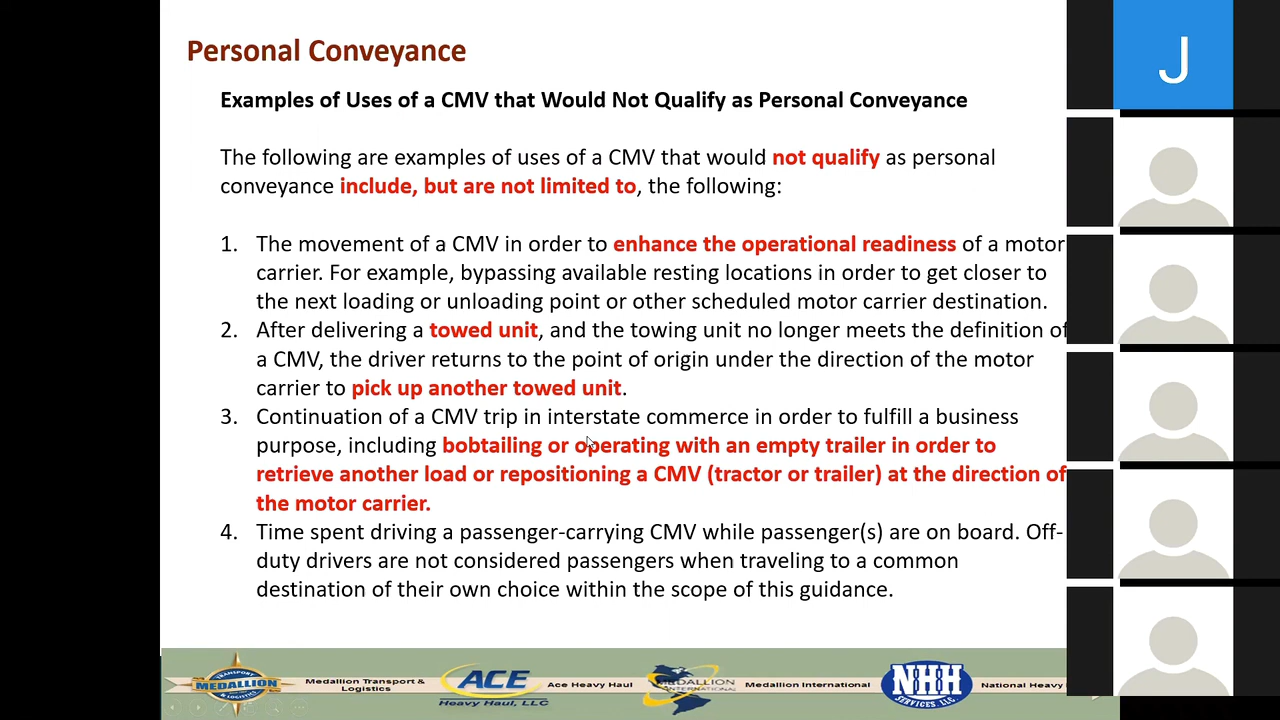 Personal Conveyance
Examples of Uses of a CMV that Would Not Qualify as Personal Conveyance
The following are examples of uses of a CMV that would not qualify as personal
conveyance include, but are not limited to, the following:
1. The movement of a CMV in order to enhance the operational readiness of a motor
carrier. For example, bypassing available resting locations in order to get closer to
the next loading or unloading point or other scheduled motor carrier destination.
2. After delivering a towed unit, and the towing unit no longer meets the definition of
a CMV, the driver returns to the point of origin under the direction of the motor
carrier to pick up another towed unit.
3. Continuation of a CMV trip in interstate commerce in order to fulfill a business
purpose, including bobtailing or operating with an empty trailer in order to
retrieve another load or repositioning a CMV (tractor or trailer) at the direction of
the motor carrier.
4. Time spent driving a passenger-carrying CMV while passenger(s) are on board. Off-
duty drivers are not considered passengers when traveling to a common
destination of their own choice within the scope of this guidance.
J
TRANSPORT
MEDALLION
& LOGISTICS
Medallion Transport &
Logistics
ACE
Heavy Haul, LLC
Ace Heavy Haul
MEDALLION
INTERNATIONAL
Medallion International
NHH
SERVICES, LLC
National Heavy